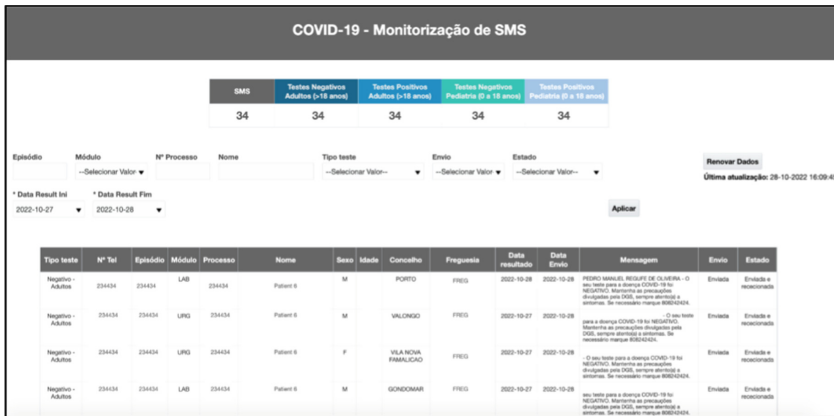 COVID-19 - Monitorização de SMS
SMS
Testes Negativos Adultos (>18 anos)
Testes Positivos Adultos (>18 anos)
Testes Negativos Pediatria (0 a 18 anos)
Testes Positivos Pediatria (0 a 18 anos)
34 34 34 34 34
Episódio Módulo Nº Processo Nome Tipo teste Envio Estado
--Selecionar Valor- --Selecionar Valor-- --Selecionar Valor- --Selecionar Valor--
Renovar Dados
Última atualização: 28-10-2022 16:09:4
* Data Result Ini * Data Result Fim
2022-10-27 2022-10-28
Aplicar
Tipo teste Nº Tel Episódio Módulo Processo Nome Sexo Idade Concelho Freguesia Data resultado Data Envio Mensagem Envio Estado
Negativo - Adultos 234434 234434 LAB 234434 Patient 6 M PORTO FREG 2022-10-28 2022-10-28
PEDRO MANUEL REGUFE DE OLIVEIRA - O
seu teste para a doença COVID-19 foi
NEGATIVO. Mantenha as precauções
divulgadas pela DGS, sempre atento(a) a
sintomas. Se necessário marque 808242424.
Enviada Enviada e rececionada
Negativo - Adultos 234434 234434 URG 234434 Patient 6 M VALONGO FREG 2022-10-27 2022-10-28
- O seu teste
para a doença COVID-19 foi NEGATIVO.
Mantenha as precauções divulgadas pela
DGS, sempre atento(a) a sintomas. Se
necessário marque 808242424.
Enviada Enviada e rececionada
Negativo - Adultos 234434 234434 URG 234434 Patient 6 F VILA NOVA FAMALICAO FREG 2022-10-27 2022-10-28
- O seu teste para a doença COVID-19 foi
NEGATIVO. Mantenha as precauções
divulgadas pela DGS, sempre atento(a) a
sintomas. Se necessário marque 808242424.
Enviada Enviada e rececionada
Negativo - Adultos 234434 234434 LAB 234434 Patient 6 M GONDOMAR FREG 2022-10-27 2022-10-28
seu teste para a doença COVID-19 foi
NEGATIVO. Mantenha as precauções
divulgadas pela DGS, sempre atento(a) a
sintomas. Se necessário marque 808242424.
Enviada Enviada e rececionada